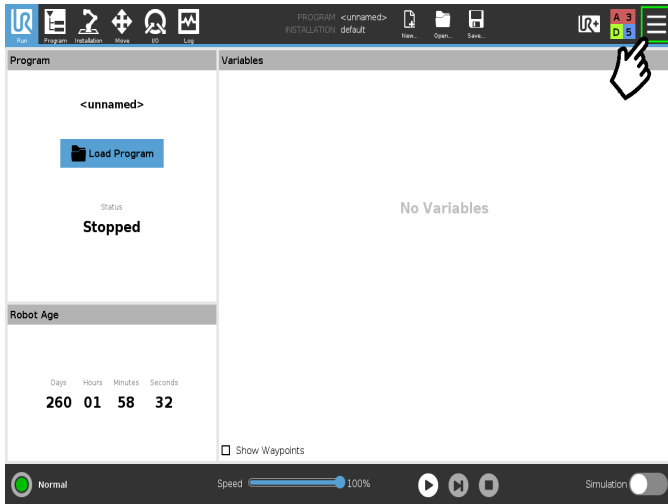 UR
Run
Program
Installation
Move
I/O
Log
PROGRAM <unnamed>
INSTALLATION default
New...
Open...
Save...
UR+
A 3
D 5
Program
<unnamed>
Load Program
Status
Stopped
Robot Age
Days Hours Minutes Seconds
260 01 58 32
Variables
No Variables
Show Waypoints
Normal
Speed 100%
Simulation